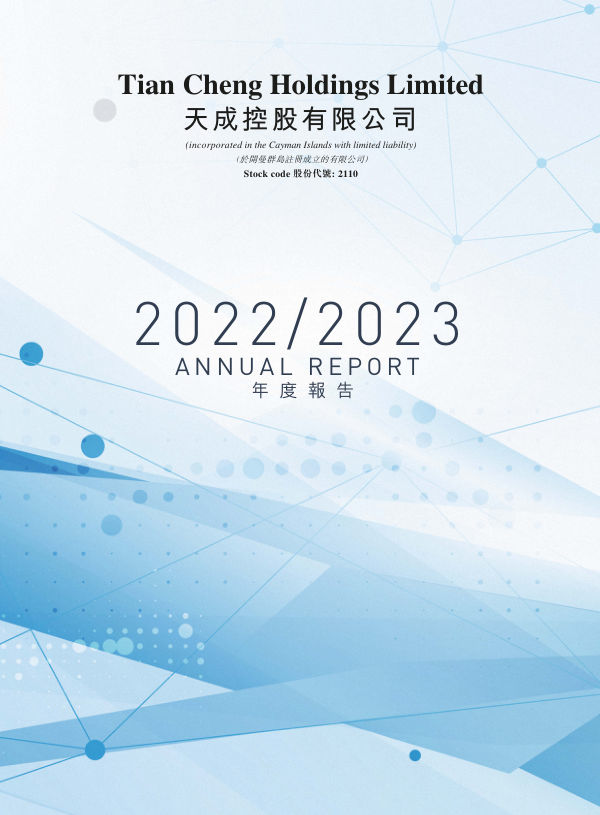 Tian Cheng Holdings Limited
天成控股有限公司
(incorporated in the Cayman Islands with limited liability)
(於開曼群島註冊成立的有限公司)
Stock code 股份代號: 2110
2022/2023
ANNUAL REPORT
年度報告